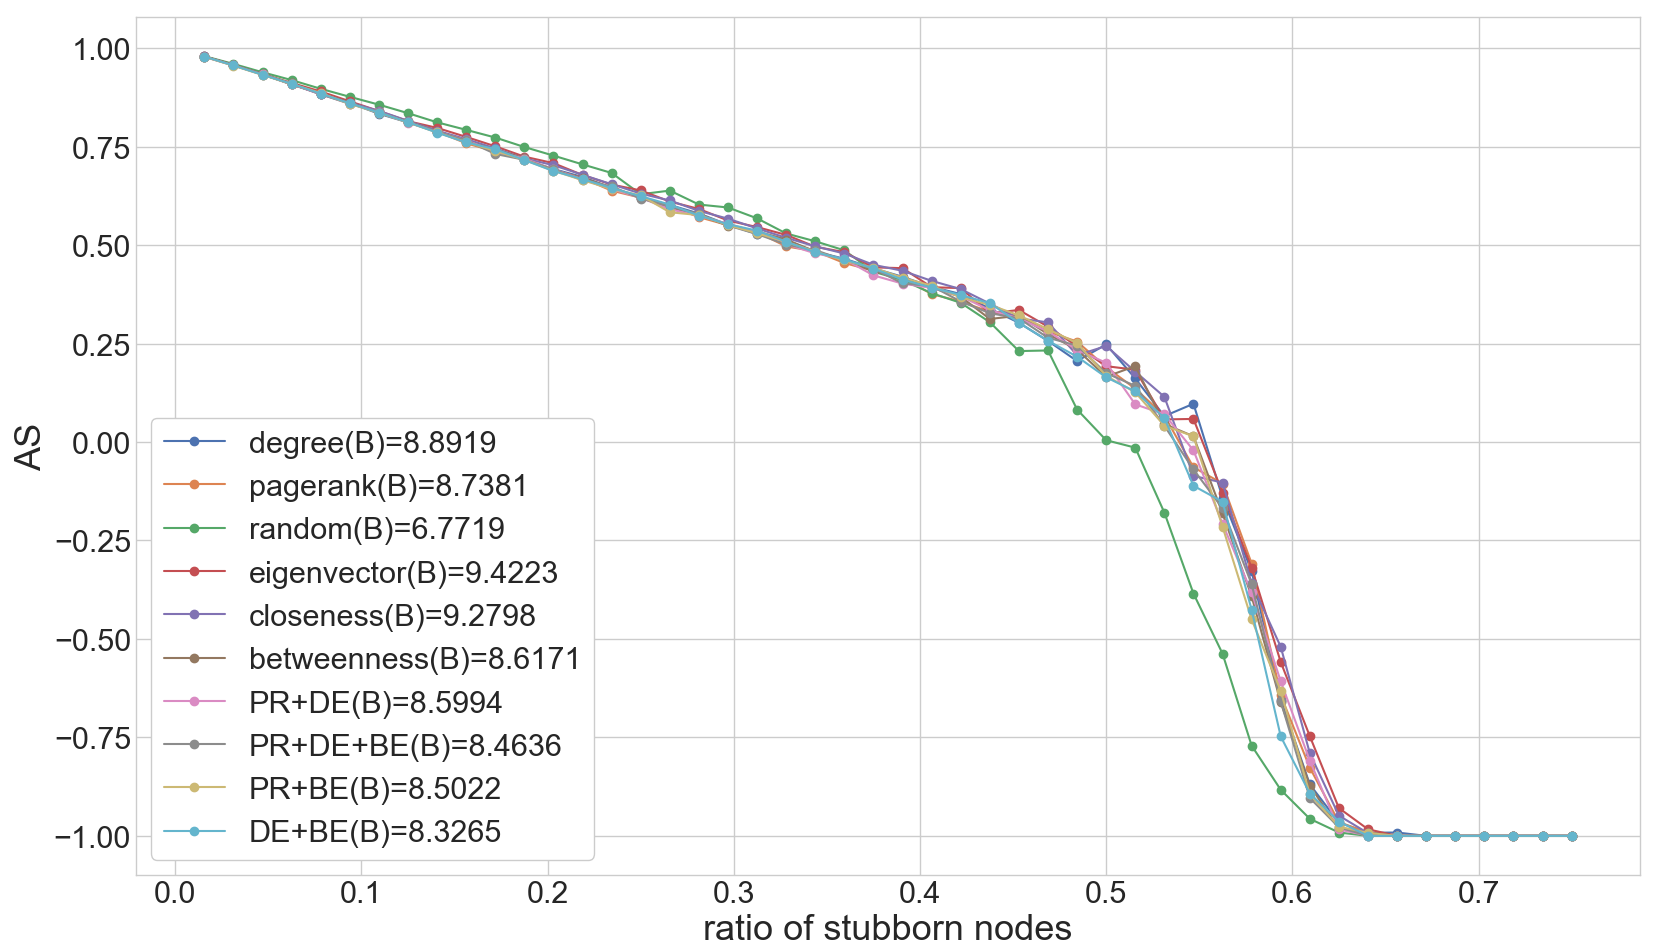 1.00
0.75
0.50
0.25
0.00
−0.25
−0.50
−0.75
−1.00
AS
degree(B)=8.8919
pagerank(B)=8.7381
random(B)=6.7719
eigenvector(B)=9.4223
closeness(B)=9.2798
betweenness(B)=8.6171
PR+DE(B)=8.5994
PR+DE+BE(B)=8.4636
PR+BE(B)=8.5022
DE+BE(B)=8.3265
0.0 0.1 0.2 0.3 0.4 0.5 0.6 0.7
ratio of stubborn nodes